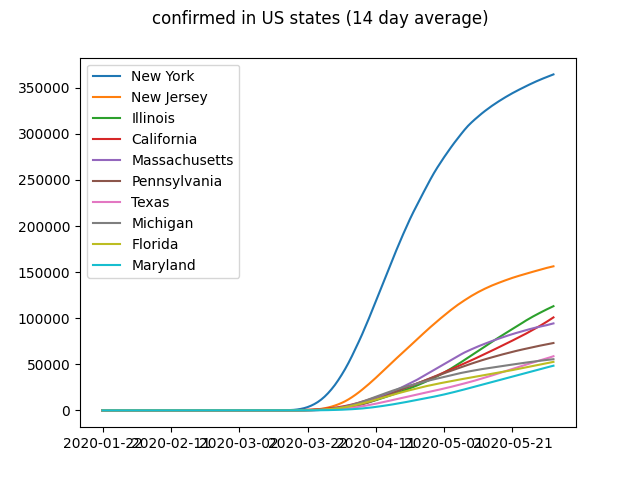 confirmed in US states (14 day average)
New York
New Jersey
Illinois
California
Massachusetts
Pennsylvania
Texas
Michigan
Florida
Maryland
350000
300000
250000
200000
150000
100000
50000
0
2020-01-22 2020-02-11 2020-03-02 2020-03-22 2020-04-11 2020-05-01 2020-05-21